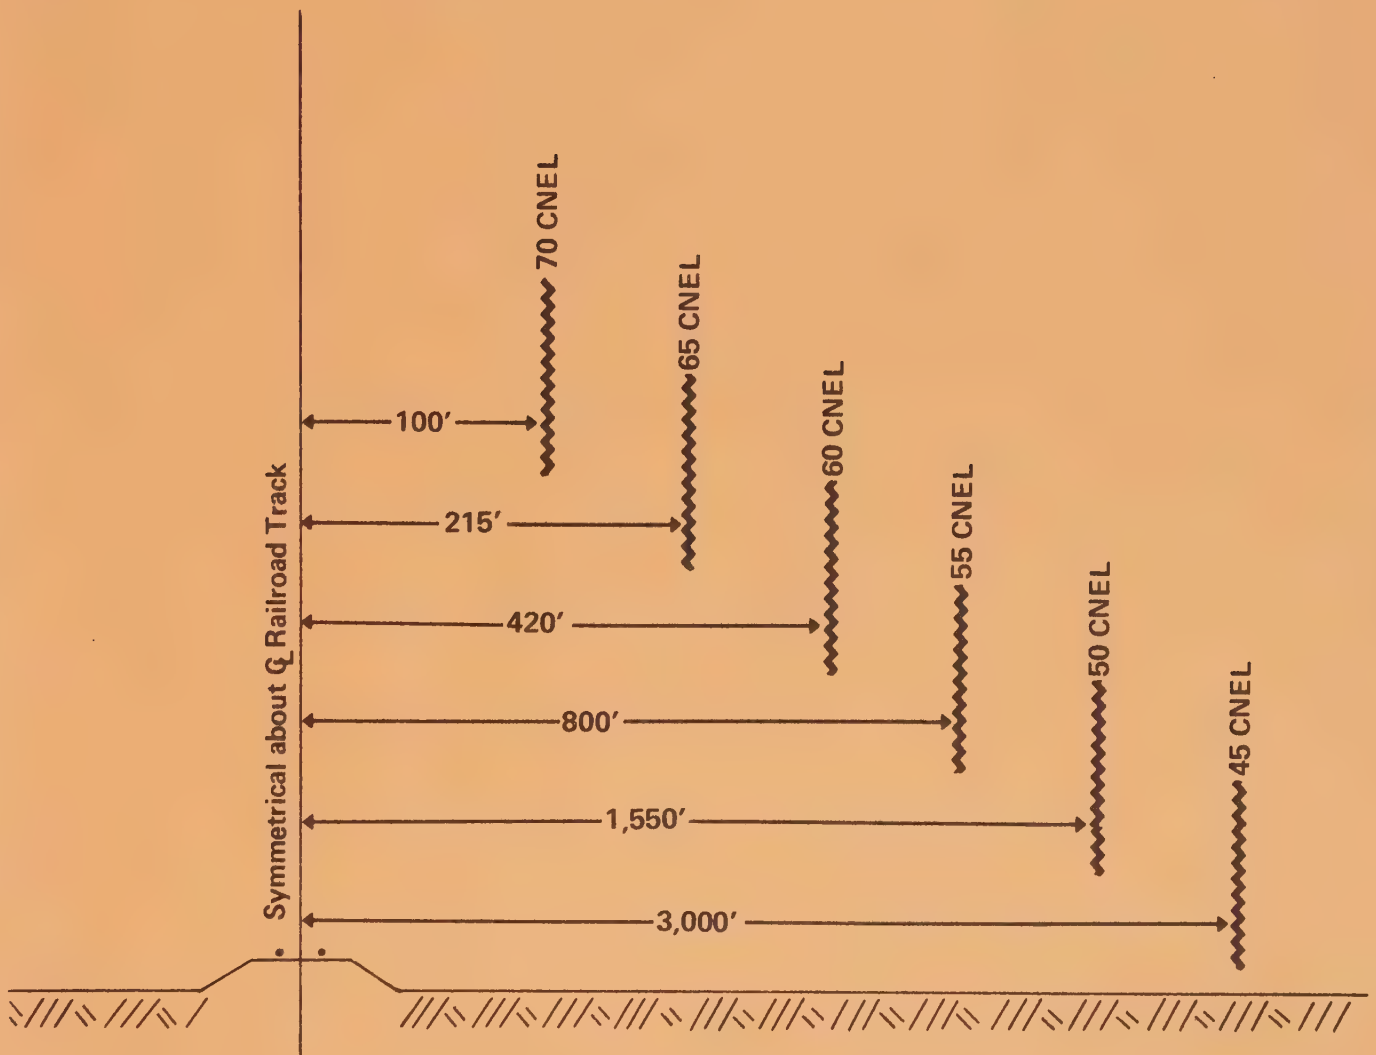 70 CNEL
65 CNEL
60 CNEL
55 CNEL
50 CNEL
45 CNEL
100′
215′
420′
800′
1,550′
3,000′
Symmetrical about ℄ Railroad Track